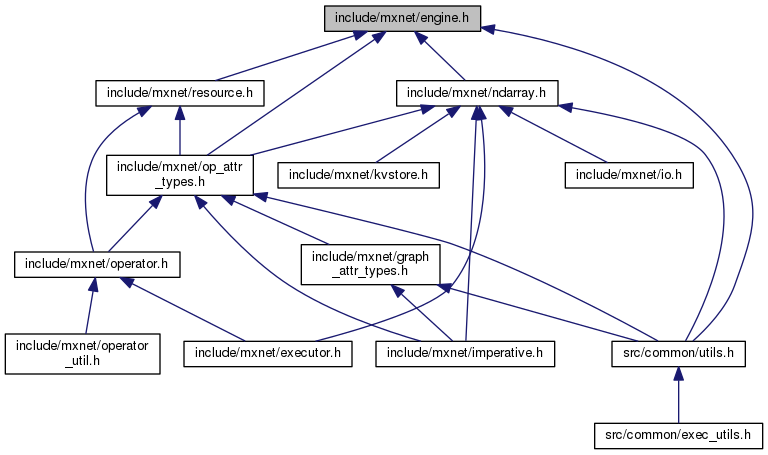 include/mxnet/engine.h
include/mxnet/resource.h
include/mxnet/ndarray.h
include/mxnet/op_attr
_types.h
include/mxnet/kvstore.h
include/mxnet/io.h
include/mxnet/operator.h
include/mxnet/graph
_attr_types.h
include/mxnet/operator
_util.h
include/mxnet/executor.h
include/mxnet/imperative.h
src/common/utils.h
src/common/exec_utils.h